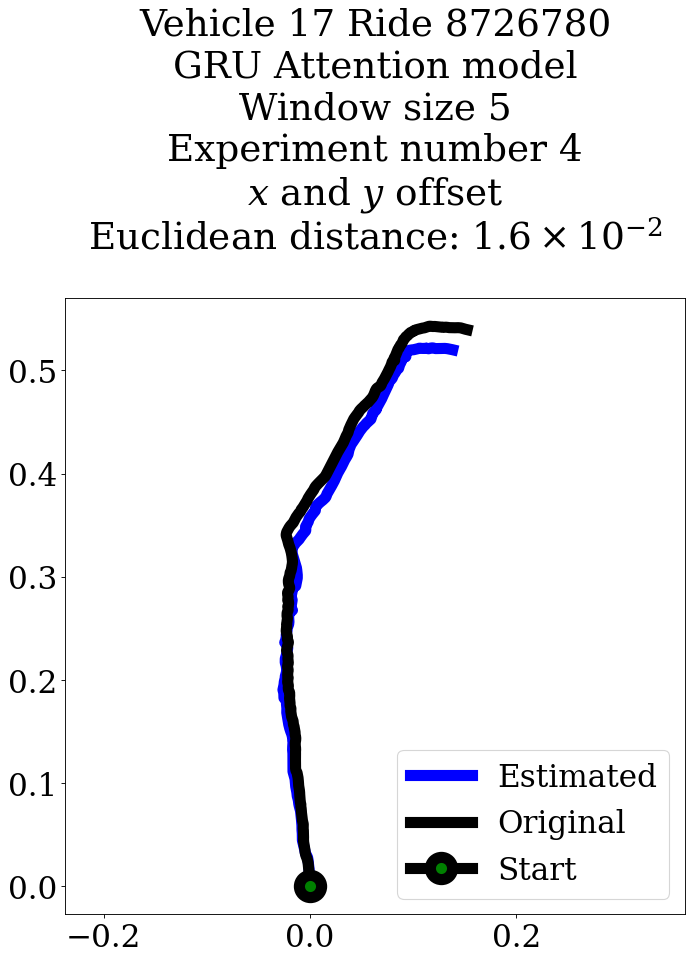 Vehicle 17 Ride 8726780
GRU Attention model
Window size 5
Experiment number 4
x and y offset
Euclidean distance: 1.6 × 10⁻²
0.5
0.4
0.3
0.2
0.1
0.0
Estimated
Original
Start
−0.2 0.0 0.2